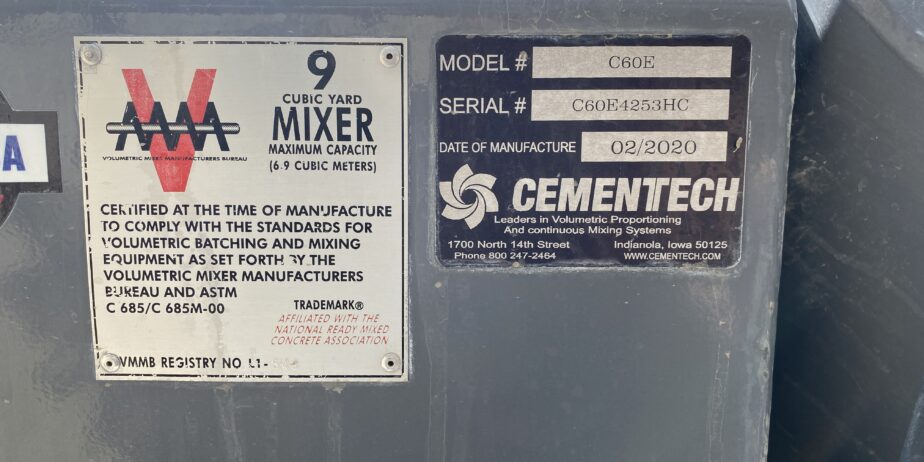 A
VOLUMETRIC MIXER MANUFACTURERS BUREAU
9
CUBIC YARD
MIXER
MAXIMUM CAPACITY
(6.9 CUBIC METERS)
CERTIFIED AT THE TIME OF MANUFACTURE
TO COMPLY WITH THE STANDARDS FOR
VOLUMETRIC BATCHING AND MIXING
EQUIPMENT AS SET FORTH BY THE
VOLUMETRIC MIXER MANUFACTURERS
BUREAU AND ASTM
C 685/C 685M-00
TRADEMARK®
AFFILIATED WITH THE
NATIONAL READY MIXED
CONCRETE ASSOCIATION
VMMB REGISTRY NO L1-
MODEL # C60E
SERIAL # C60E4253HC
DATE OF MANUFACTURE 02/2020
CEMENTECH
Leaders in Volumetric Proportioning
And continuous Mixing Systems
1700 North 14th Street Indianola, Iowa 50125
Phone 800 247-2464 WWW.CEMENTECH.COM